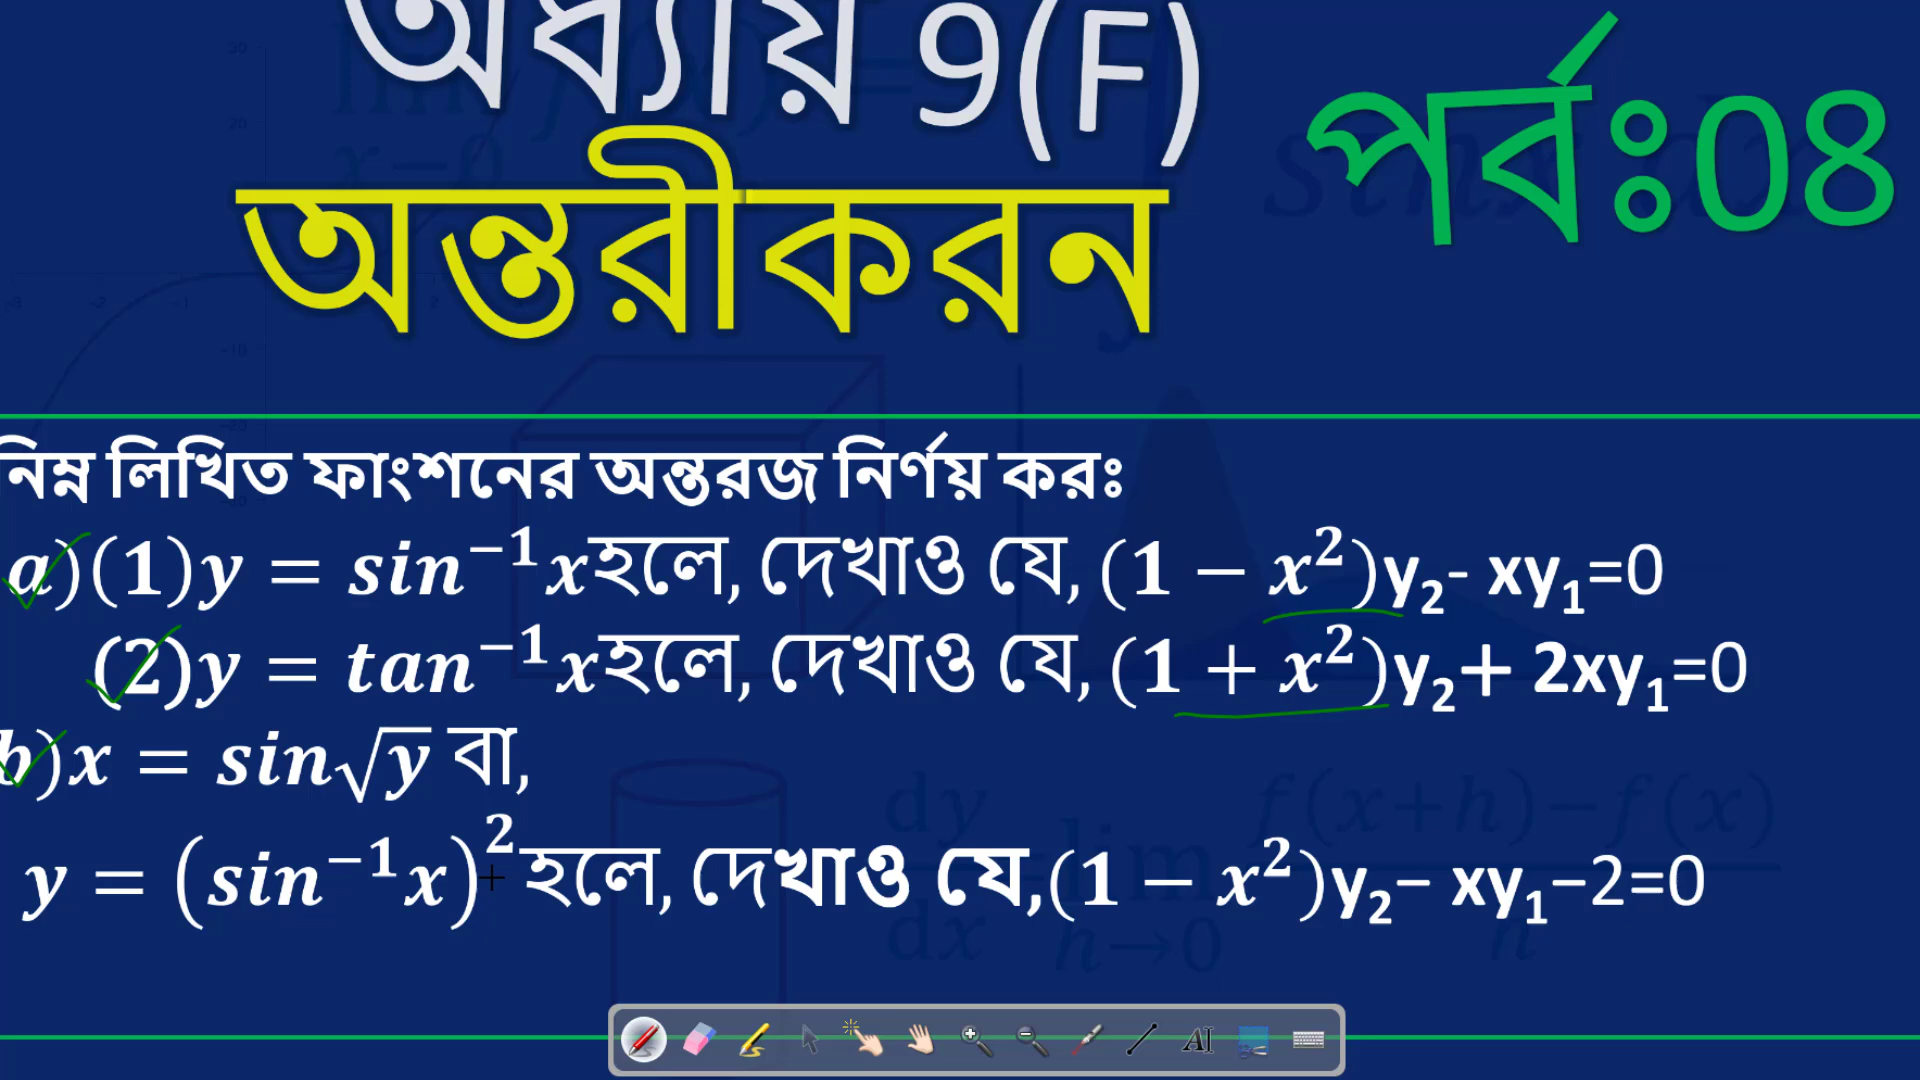 অধ্যায় 9(F)
পর্বঃ08
অন্তরীকরন
নিম্ন লিখিত ফাংশনের অন্তরজ নির্ণয় করঃ
a)(1)y = sin⁻¹xহলে, দেখাও যে, (1 − x²)y₂- xy₁=0
(2)y = tan⁻¹xহলে, দেখাও যে, (1 + x²)y₂+ 2xy₁=0
b)x = sin√y বা,
y = (sin⁻¹x)²হলে, দেখাও যে,(1 − x²)y₂− xy₁−2=0